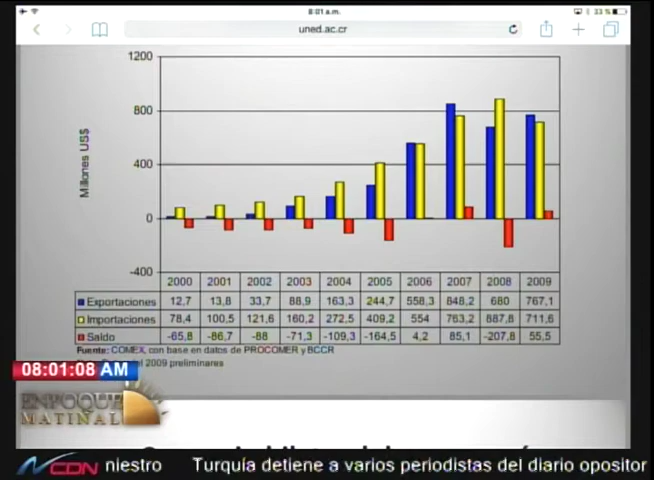 8:01 a.m.
33 %
uned.ac.cr
1200
800
400
0
-400
Millones US$
2000 2001 2002 2003 2004 2005 2006 2007 2008 2009
Exportaciones 12,7 13,8 33,7 88,9 163,3 244,7 558,3 848,2 680 767,1
Importaciones 78,4 100,5 121,6 160,2 272,5 409,2 554 763,2 887,8 711,6
Saldo -65,8 -86,7 -88 -71,3 -109,3 -164,5 4,2 85,1 -207,8 55,5
Fuente: COMEX, con base en datos de PROCOMER y BCCR
2009 preliminares
08:01:08 AM
ENFOQUE
MATINAL
NCDN niestro Turquía detiene a varios periodistas del diario opositor